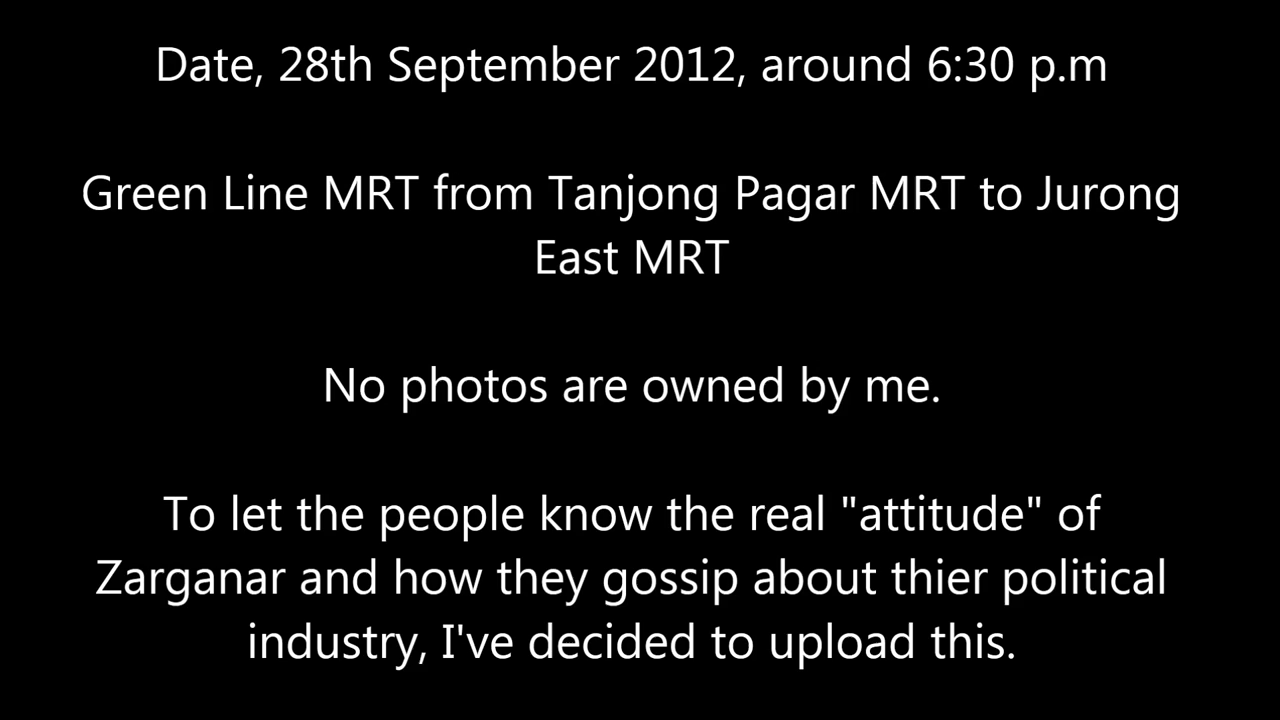 Date, 28th September 2012, around 6:30 p.m
Green Line MRT from Tanjong Pagar MRT to Jurong
East MRT
No photos are owned by me.
To let the people know the real "attitude" of
Zarganar and how they gossip about thier political
industry, I've decided to upload this.